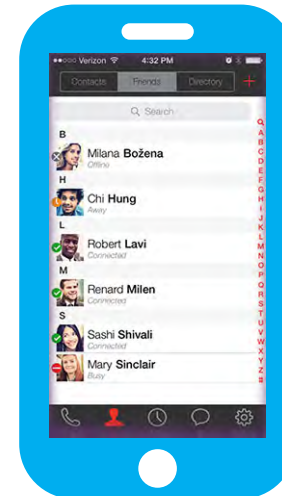 Verizon 4:32 PM
Contacts Friends Directory +
Search
B
Milana Božena
Offline
H
Chi Hung
Away
L
Robert Lavi
Connected
M
Renard Milen
Connected
S
Sashi Shivali
Connected
Mary Sinclair
Busy
A
B
C
D
E
F
G
H
I
J
K
L
M
N
O
P
Q
R
S
T
U
V
W
X
Y
Z
#